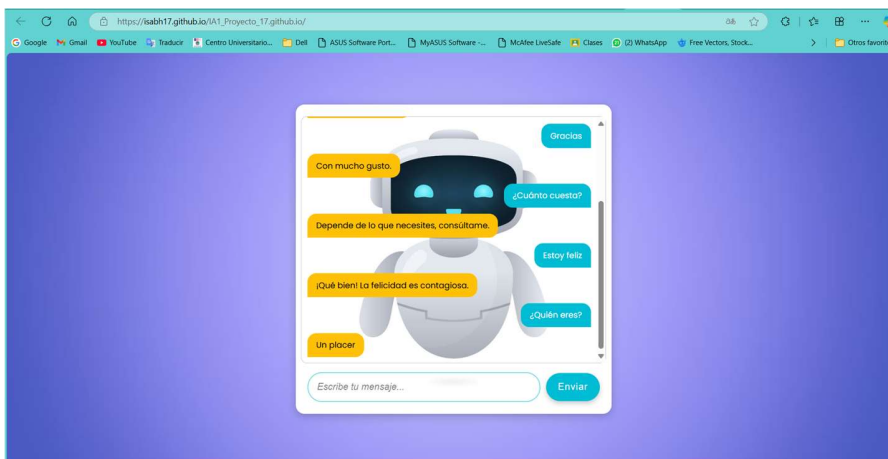 https://isabh17.github.io/IA1_Proyecto_17.github.io/
Google
Gmail
YouTube
Traducir
Centro Universitario...
Dell
ASUS Software Port...
MyASUS Software -...
McAfee LiveSafe
Clases
(2) WhatsApp
Free Vectors, Stock...
Otros favorito
Gracias
Con mucho gusto.
¿Cuánto cuesta?
Depende de lo que necesites, consúltame.
Estoy feliz
¡Qué bien! La felicidad es contagiosa.
¿Quién eres?
Un placer
Escribe tu mensaje...
Enviar